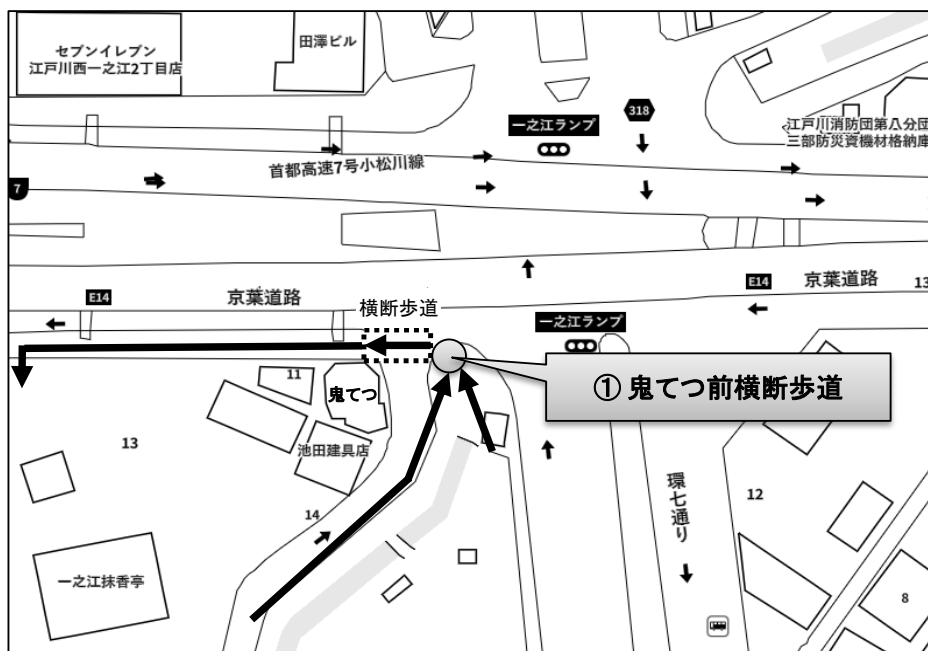 セブンイレブン
江戸川西一之江2丁目店
田澤ビル
一之江ランプ
318
江戸川消防団第八分団
三部防災資機材格納庫
首都高速7号小松川線
7
E14
京葉道路
横断歩道
E14
京葉道路
13
一之江ランプ
① 鬼てつ前横断歩道
11
鬼てつ
13
池田建具店
環七通り
12
14
一之江抹香亭
8